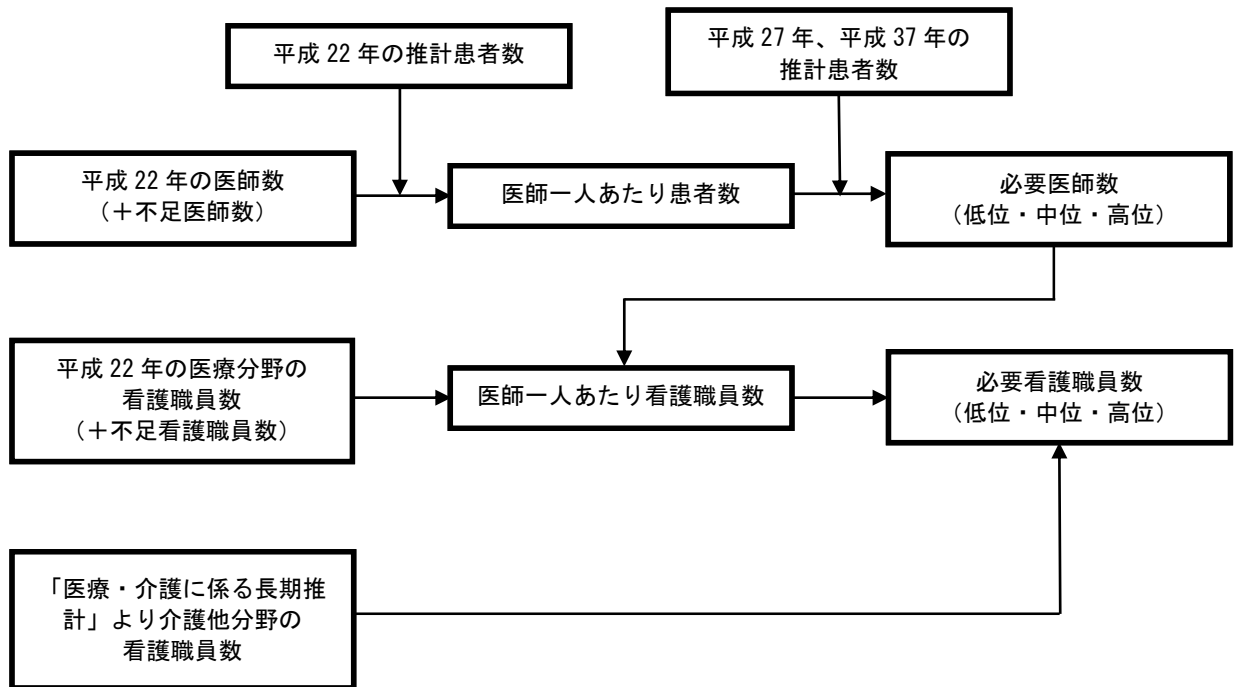 平成 22 年の推計患者数
平成 27 年、平成 37 年の
推計患者数
平成 22 年の医師数
（＋不足医師数）
医師一人あたり患者数
必要医師数
（低位・中位・高位）
平成 22 年の医療分野の
看護職員数
（＋不足看護職員数）
医師一人あたり看護職員数
必要看護職員数
（低位・中位・高位）
「医療・介護に係る長期推
計」より介護他分野の
看護職員数